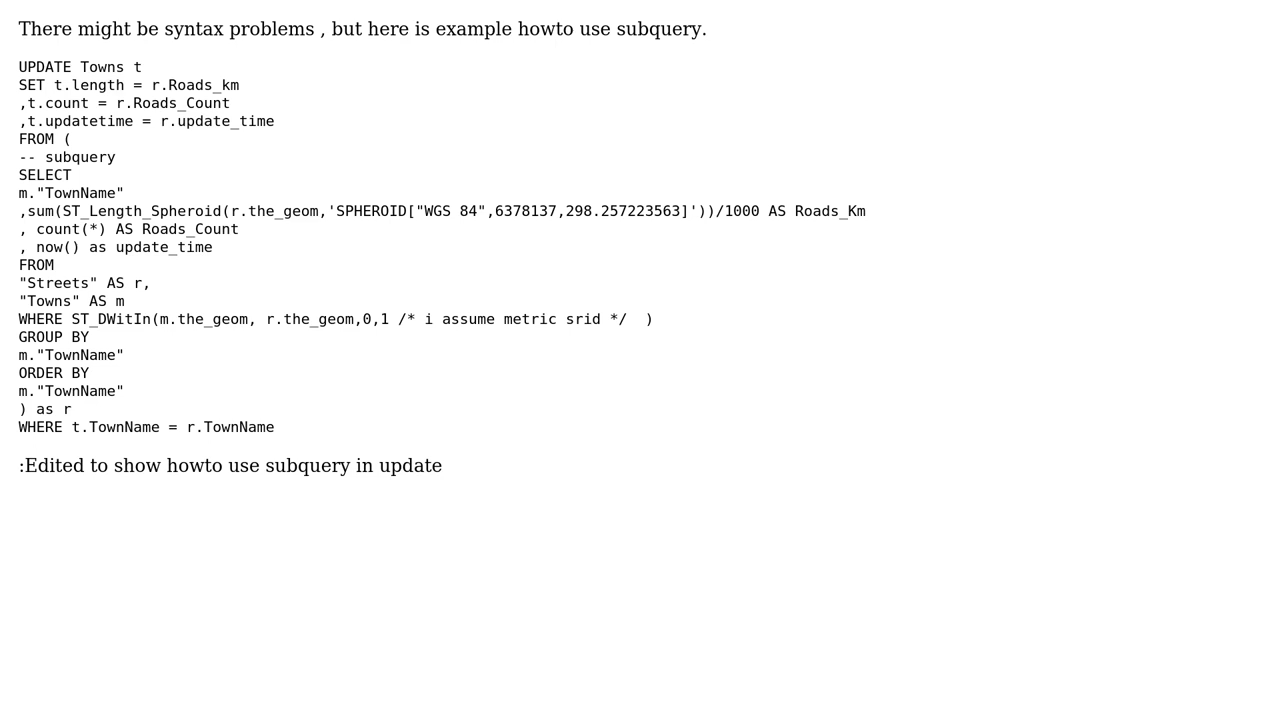 There might be syntax problems , but here is example howto use subquery.
UPDATE Towns t
SET t.length = r.Roads_km
,t.count = r.Roads_Count
,t.updatetime = r.update_time
FROM (
-- subquery
SELECT
m."TownName"
,sum(ST_Length_Spheroid(r.the_geom,'SPHEROID["WGS 84",6378137,298.257223563]'))/1000 AS Roads_Km
, count(*) AS Roads_Count
, now() as update_time
FROM
"Streets" AS r,
"Towns" AS m
WHERE ST_DWitIn(m.the_geom, r.the_geom,0,1 /* i assume metric srid */  )
GROUP BY
m."TownName"
ORDER BY
m."TownName"
) as r
WHERE t.TownName = r.TownName
:Edited to show howto use subquery in update